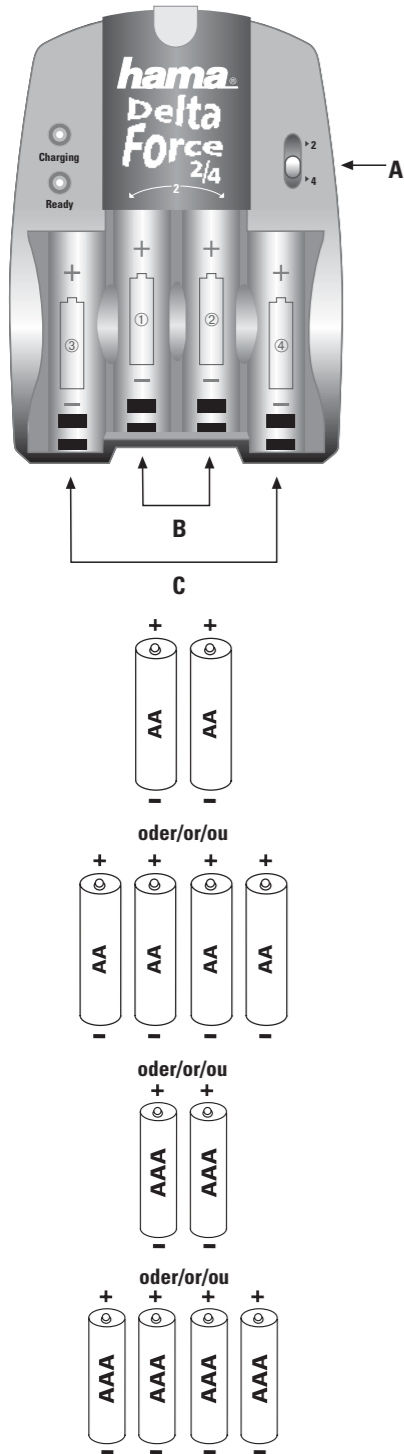 hama®
Delta
Force
2/4
2
Charging
Ready
▸2
▸4
A
+ + + +
③ ① ② ④
− − − −
B
C
+ +
AA AA
− −
oder/or/ou
+ + + +
AA AA AA AA
− − − −
oder/or/ou
+ +
AAA AAA
− −
oder/or/ou
+ + + +
AAA AAA AAA AAA
− − − −